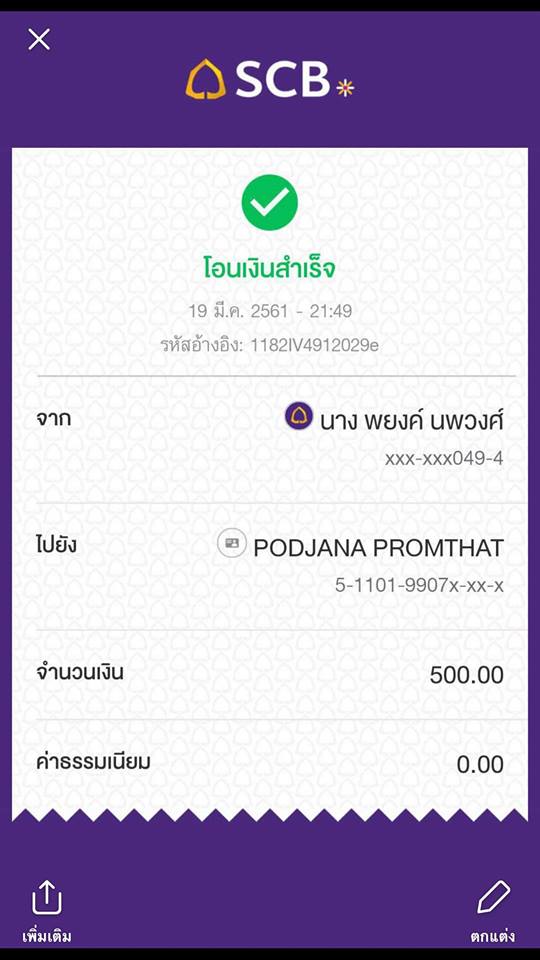 SCB
โอนเงินสำเร็จ
19 มี.ค. 2561 - 21:49
รหัสอ้างอิง: 1182IV4912029e
จาก
นาง พยงค์ นพวงศ์
xxx-xxx049-4
ไปยัง
PODJANA PROMTHAT
5-1101-9907x-xx-x
จำนวนเงิน 500.00
ค่าธรรมเนียม 0.00
เพิ่มเติม
ตกแต่ง